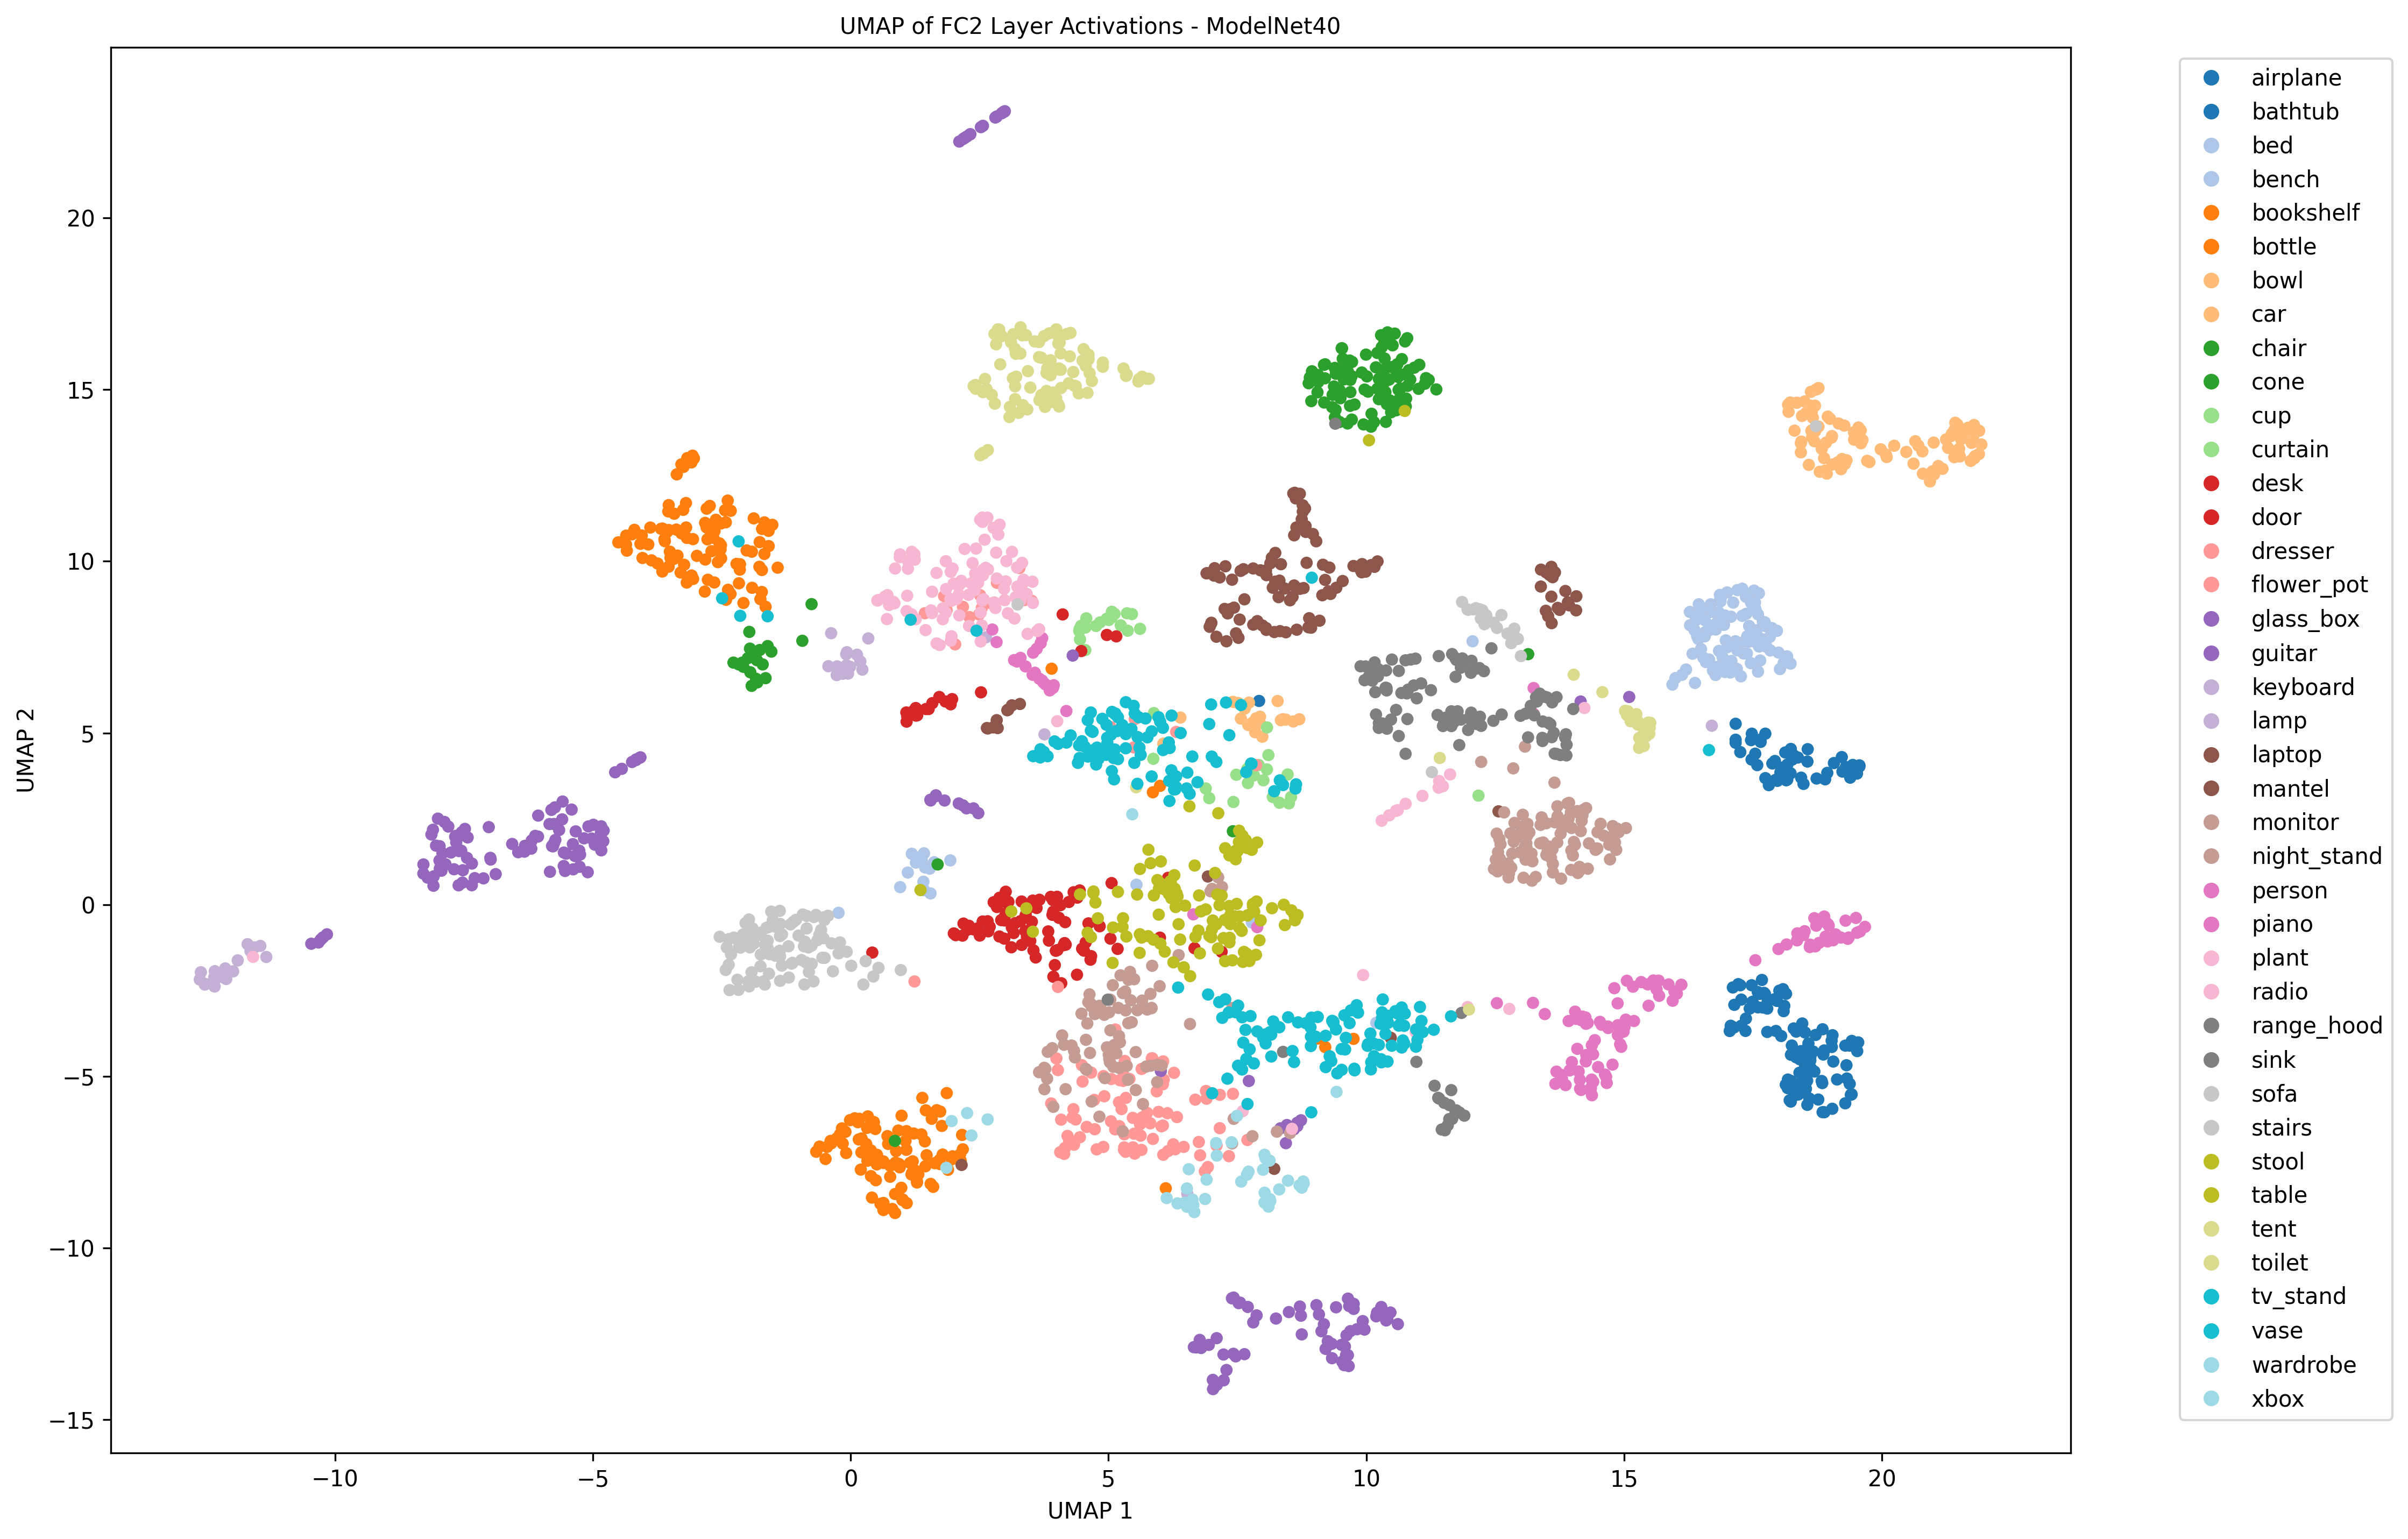 UMAP of FC2 Layer Activations - ModelNet40
UMAP 2
20
15
10
5
0
−5
−10
−15
−10
−5
0
5
10
15
20
UMAP 1
airplane
bathtub
bed
bench
bookshelf
bottle
bowl
car
chair
cone
cup
curtain
desk
door
dresser
flower_pot
glass_box
guitar
keyboard
lamp
laptop
mantel
monitor
night_stand
person
piano
plant
radio
range_hood
sink
sofa
stairs
stool
table
tent
toilet
tv_stand
vase
wardrobe
xbox